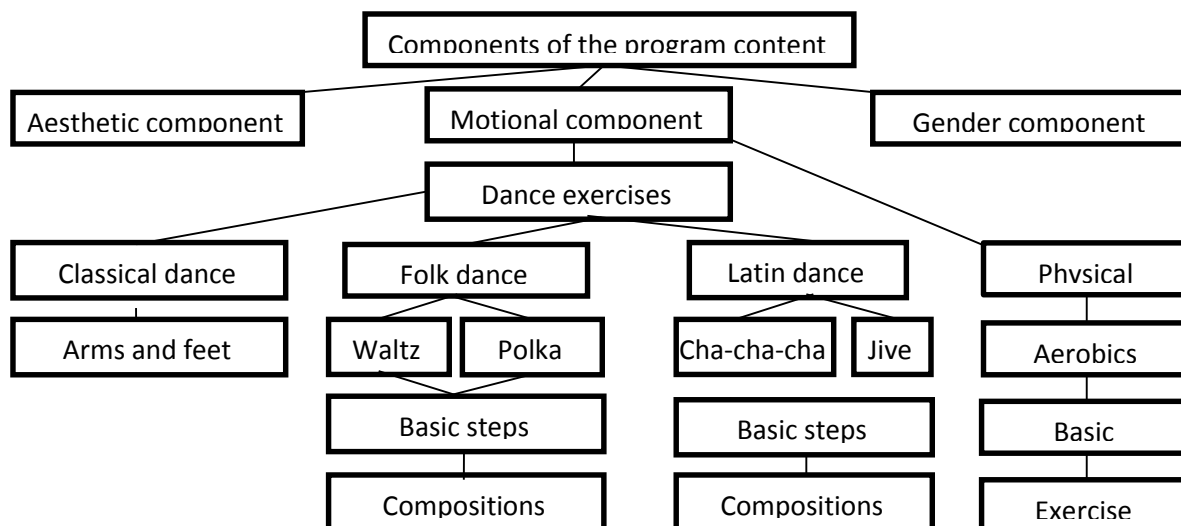 Components of the program content
Aesthetic component
Motional component
Gender component
Dance exercises
Classical dance
Folk dance
Latin dance
Physical
Arms and feet
Waltz
Polka
Cha-cha-cha
Jive
Aerobics
Basic steps
Basic steps
Basic
Compositions
Compositions
Exercise